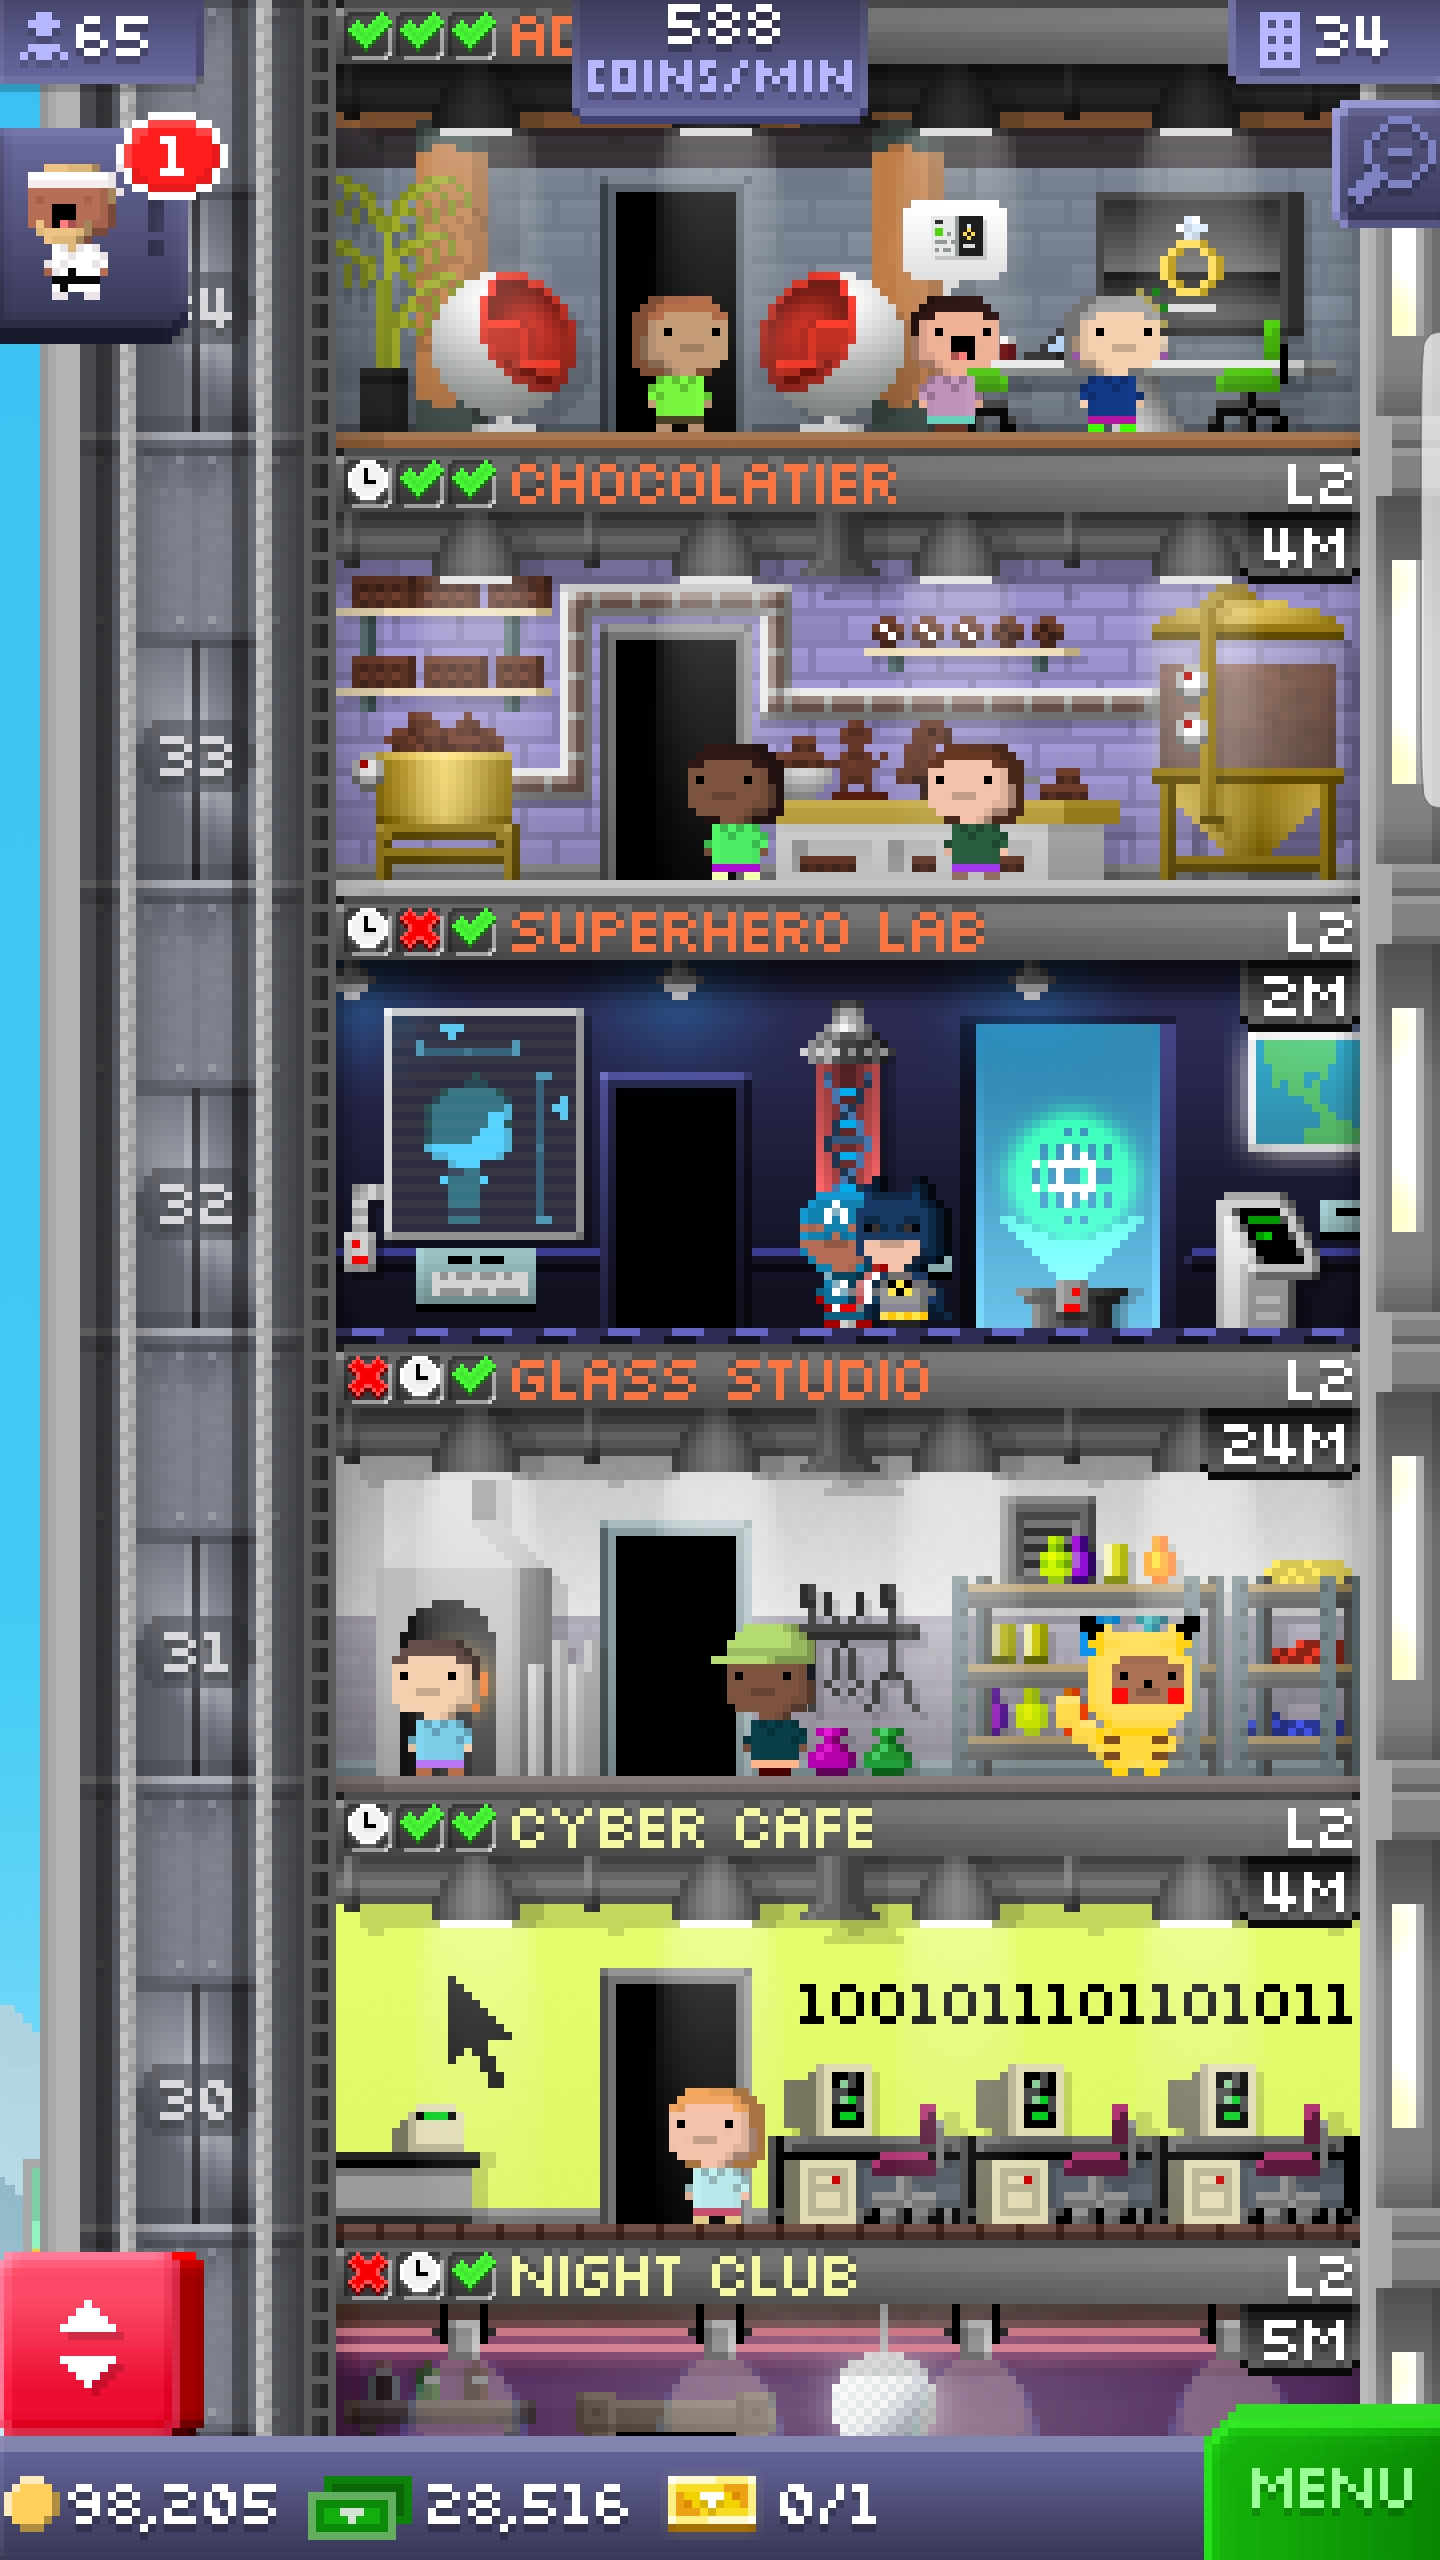 65
AD
588
COINS/MIN
34
1
4
CHOCOLATIER L2
4M
33
SUPERHERO LAB L2
2M
32
GLASS STUDIO L2
24M
31
CYBER CAFE L2
4M
1001011101101011
30
NIGHT CLUB L2
5M
98,205 28,516 0/1
MENU